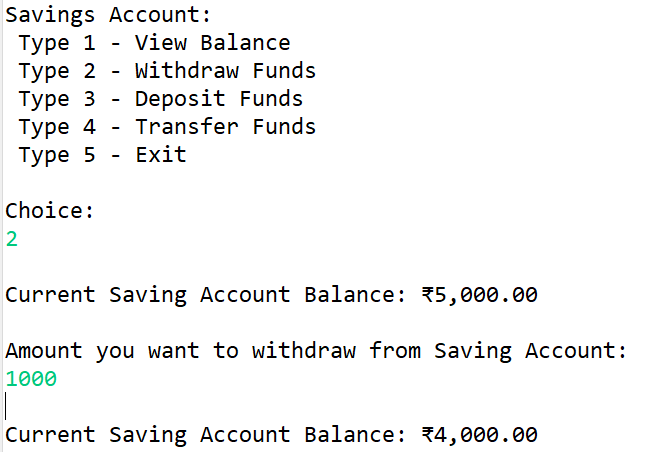 Savings Account:
Type 1 - View Balance
Type 2 - Withdraw Funds
Type 3 - Deposit Funds
Type 4 - Transfer Funds
Type 5 - Exit
Choice:
2
Current Saving Account Balance: ₹5,000.00
Amount you want to withdraw from Saving Account:
1000
Current Saving Account Balance: ₹4,000.00